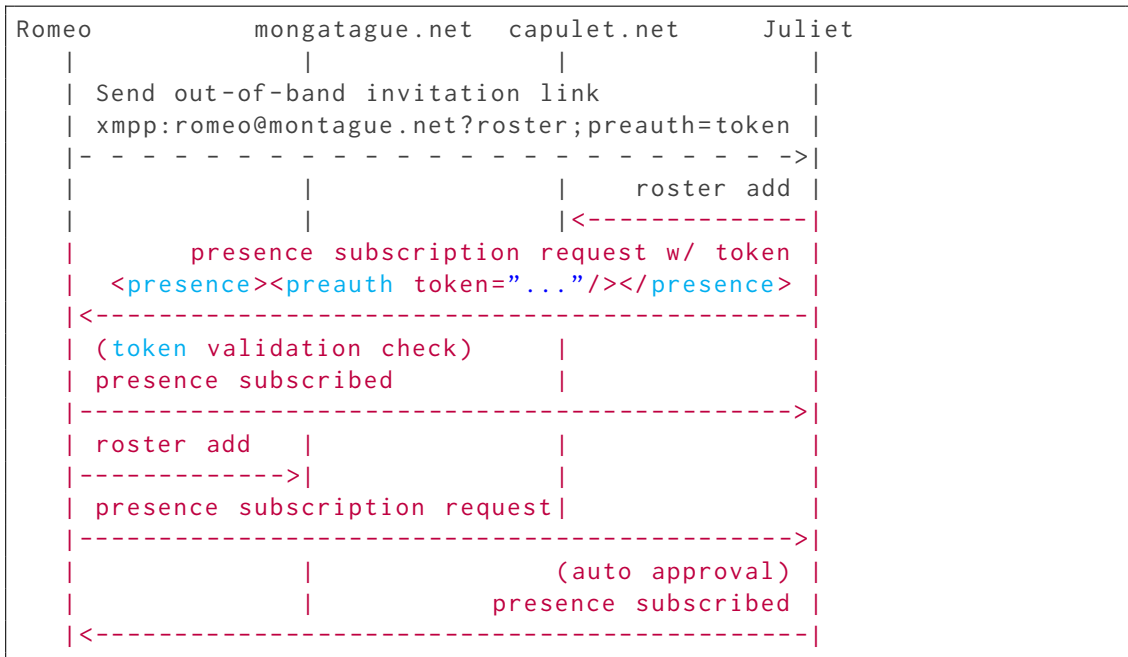 Romeo mongatague.net capulet.net Juliet
| | | |
| Send out-of-band invitation link |
| xmpp:romeo@montague.net?roster;preauth=token |
|- - - - - - - - - - - - - - - - - - - - - - ->|
| | | roster add |
| | |<--------------|
| presence subscription request w/ token |
| <presence><preauth token="..."/></presence> |
|<---------------------------------------------|
| (token validation check) | |
| presence subscribed | |
|--------------------------------------------->|
| roster add | | |
|------------->| | |
| presence subscription request| |
|--------------------------------------------->|
| | (auto approval) |
| | presence subscribed |
|<---------------------------------------------|